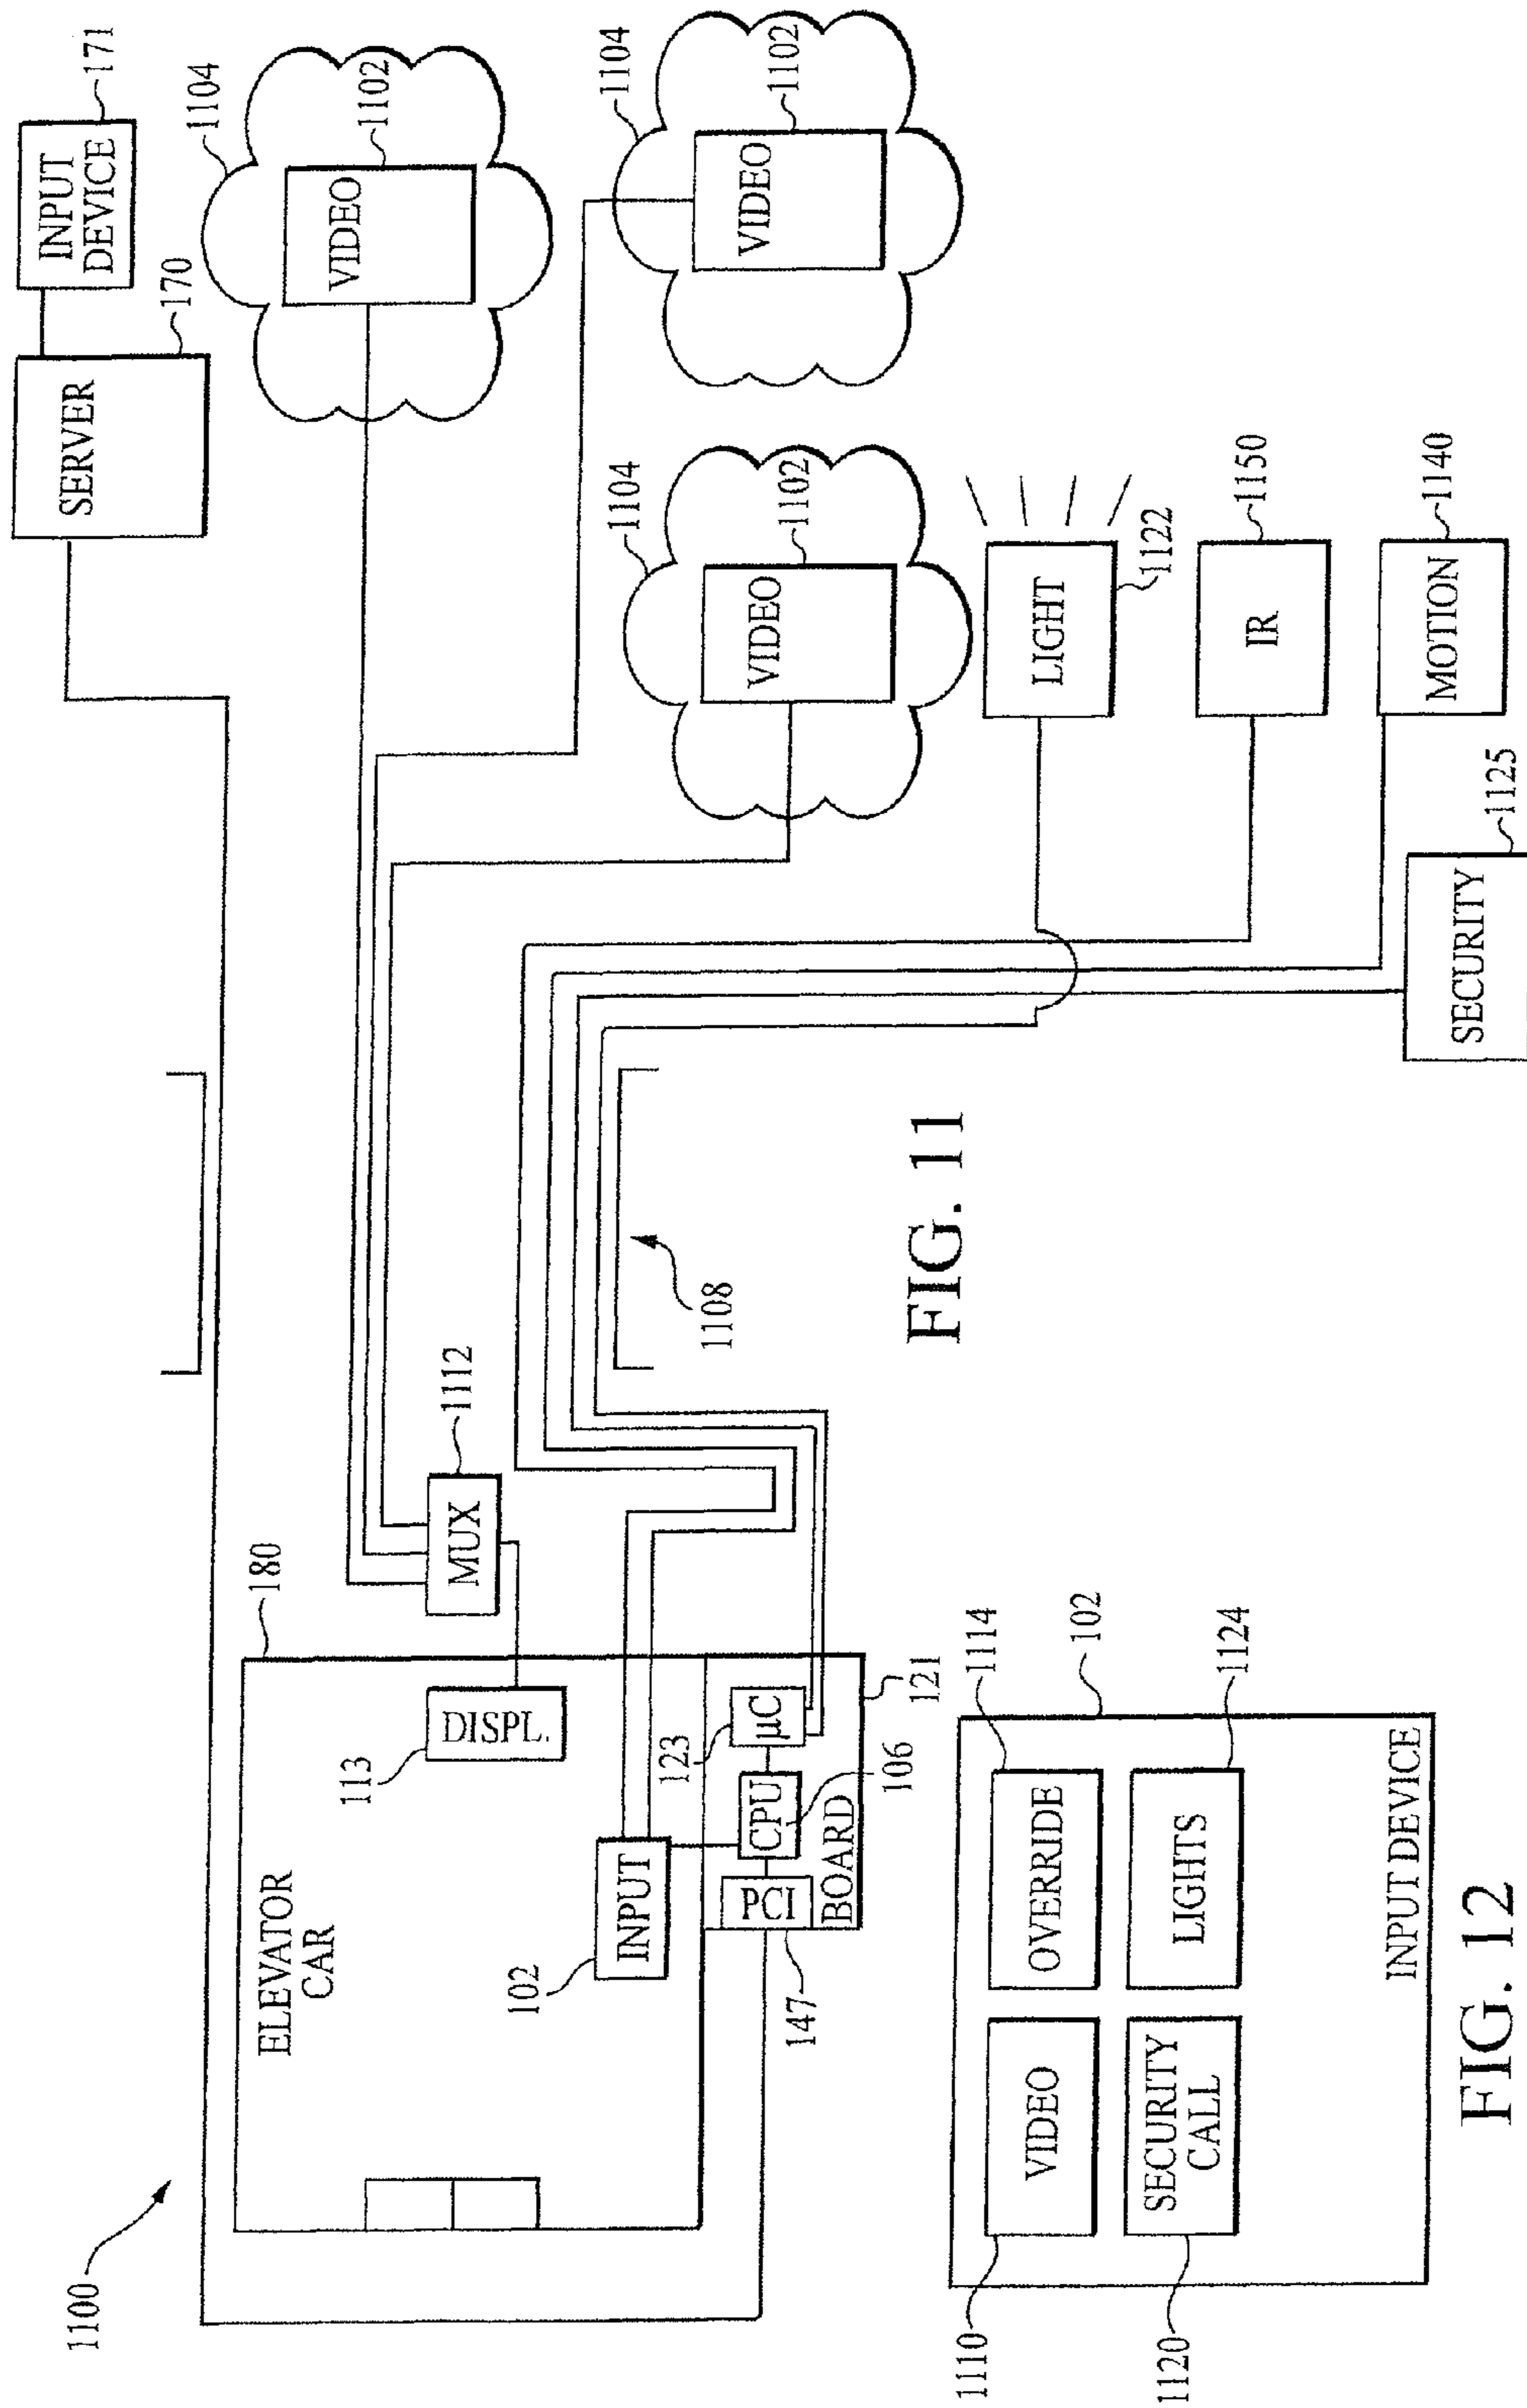 1100
ELEVATOR
CAR
180
113
DISPL.
MUX
1112
102
INPUT
123
µC
CPU
106
PCI
147
BOARD
121
1108
SERVER
170
INPUT
DEVICE
171
VIDEO
1102
1104
VIDEO
1102
1104
VIDEO
1102
1104
LIGHT
1122
IR
1150
MOTION
1140
SECURITY
1125
FIG. 11
1110
VIDEO
OVERRIDE
1114
102
1120
SECURITY
CALL
LIGHTS
1124
INPUT DEVICE
FIG. 12